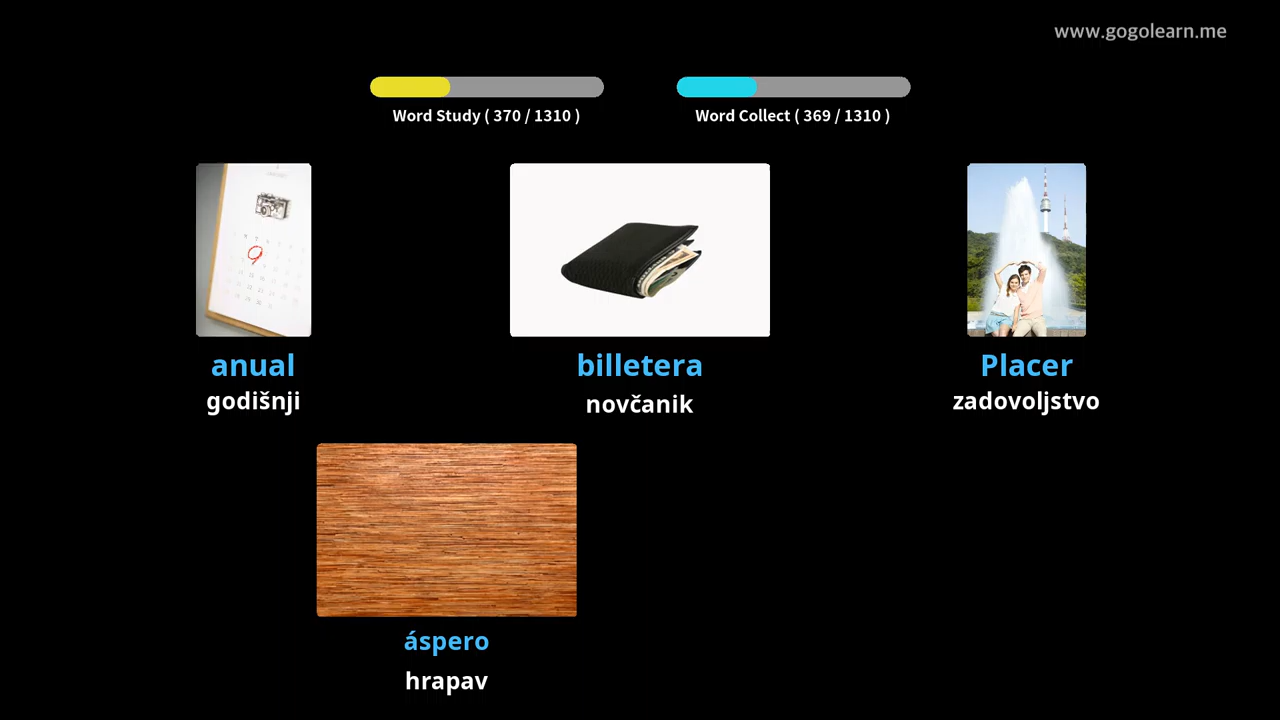 www.gogolearn.me
Word Study ( 370 / 1310 )
Word Collect ( 369 / 1310 )
anual
godišnji
billetera
novčanik
Placer
zadovoljstvo
áspero
hrapav